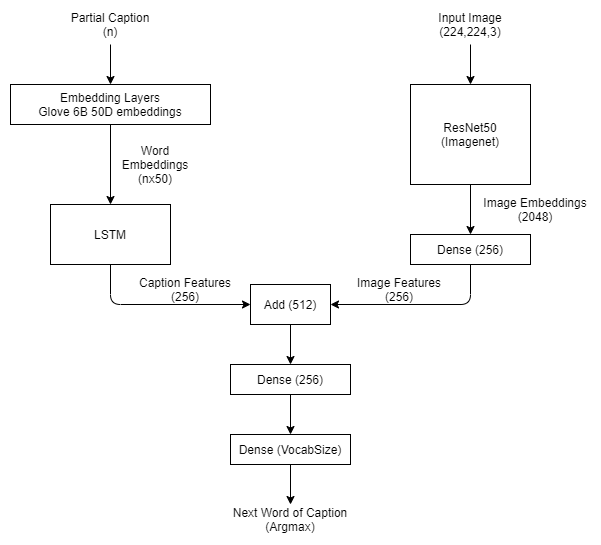 Partial Caption
(n)
Input Image
(224,224,3)
Embedding Layers
Glove 6B 50D embeddings
ResNet50
(Imagenet)
Word
Embeddings
(nx50)
Image Embeddings
(2048)
LSTM
Dense (256)
Caption Features
(256)
Image Features
(256)
Add (512)
Dense (256)
Dense (VocabSize)
Next Word of Caption
(Argmax)